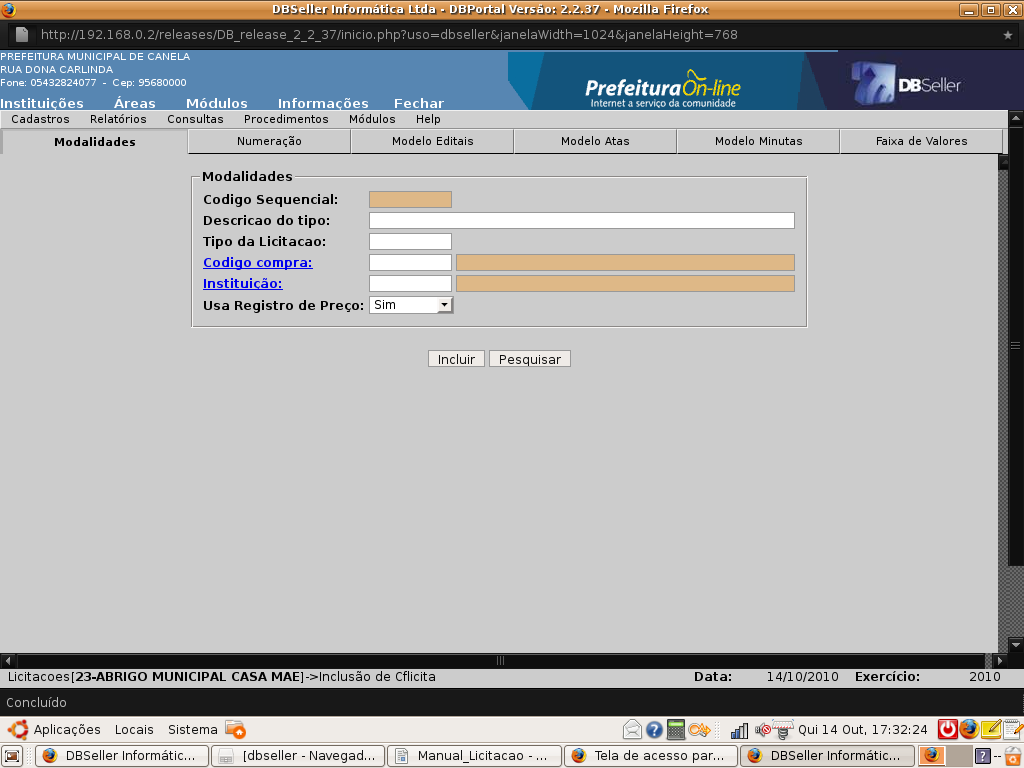 DBSeller Informática Ltda - DBPortal Versão: 2.2.37 - Mozilla Firefox
http://192.168.0.2/releases/DB_release_2_2_37/inicio.php?uso=dbseller&janelaWidth=1024&janelaHeight=768
PREFEITURA MUNICIPAL DE CANELA
RUA DONA CARLINDA
Fone: 05432824077 - Cep: 95680000
Instituições Áreas Módulos Informações Fechar
PrefeituraOn-line
Internet a serviço da comunidade
DBSeller
Cadastros Relatórios Consultas Procedimentos Módulos Help
Modalidades Numeração Modelo Editais Modelo Atas Modelo Minutas Faixa de Valores
Modalidades
Codigo Sequencial:
Descricao do tipo:
Tipo da Licitacao:
Codigo compra:
Instituição:
Usa Registro de Preço: Sim
Incluir Pesquisar
Licitacoes[23-ABRIGO MUNICIPAL CASA MAE]->Inclusão de Cflicita Data: 14/10/2010 Exercício: 2010
Concluído
Aplicações Locais Sistema Qui 14 Out, 17:32:24
DBSeller Informátic... [dbseller - Navegad... Manual_Licitacao - ... Tela de acesso par... DBSeller Informátic... --